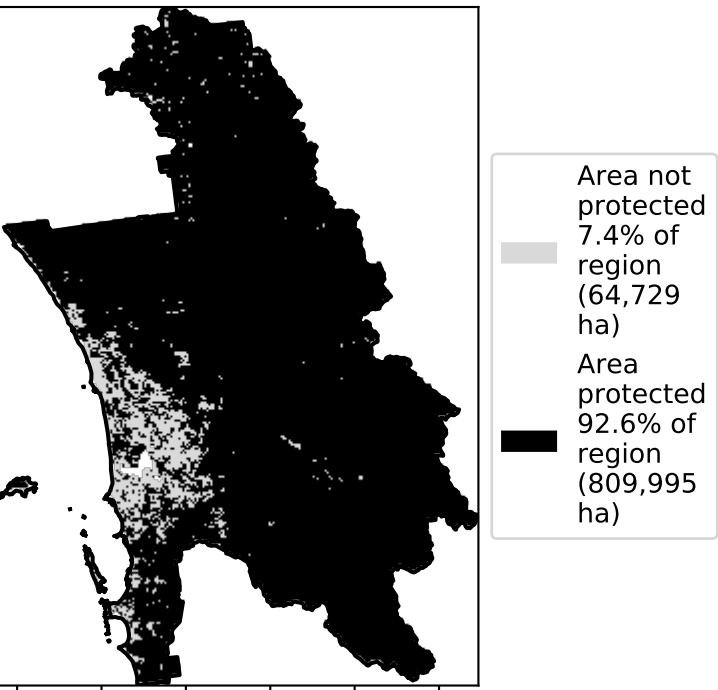 Area not
protected
7.4% of
region
(64,729
ha)
Area
protected
92.6% of
region
(809,995
ha)